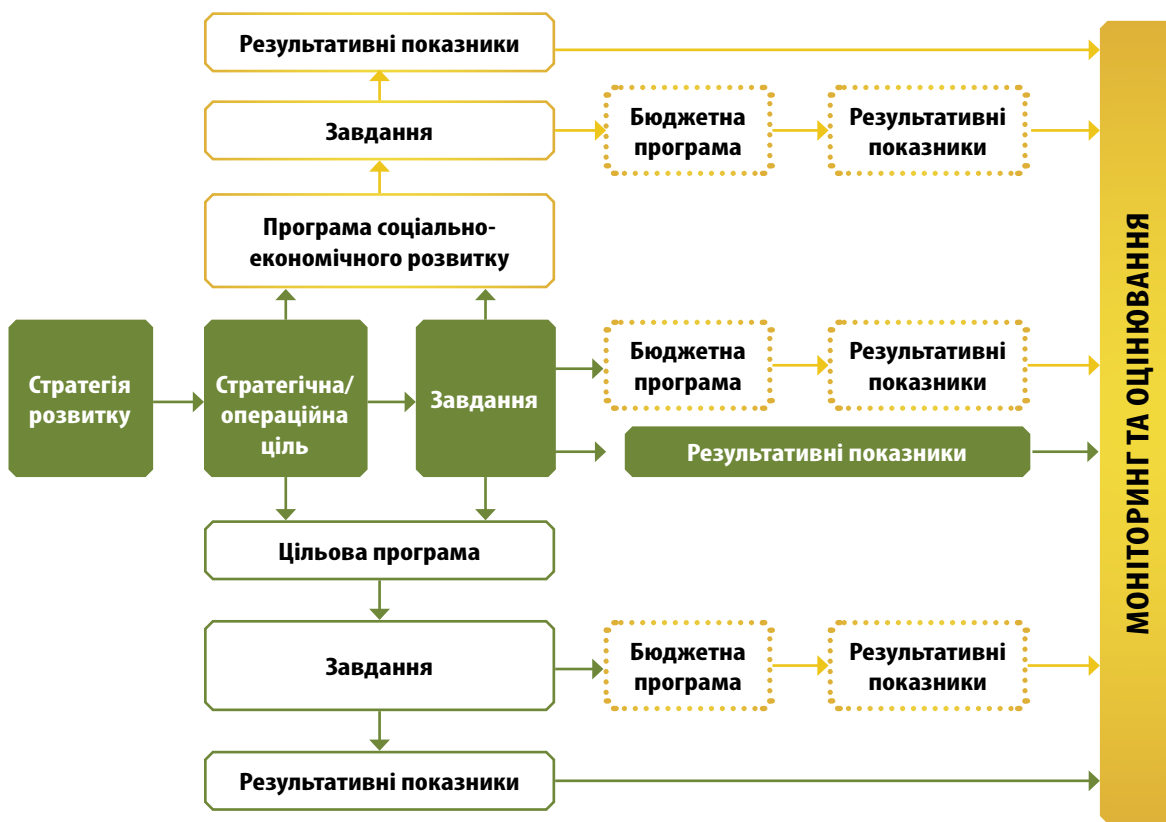 Результативні показники
Завдання
Бюджетна
програма
Результативні
показники
Програма соціально-
економічного розвитку
Стратегія
розвитку
Стратегічна/
операційна
ціль
Завдання
Бюджетна
програма
Результативні
показники
Результативні показники
Цільова програма
Завдання
Бюджетна
програма
Результативні
показники
Результативні показники
МОНІТОРИНГ ТА ОЦІНЮВАННЯ